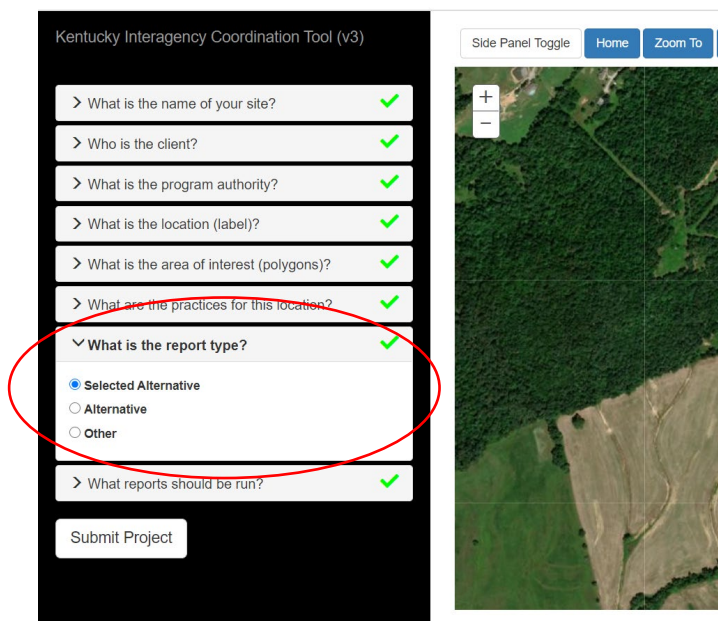 Kentucky Interagency Coordination Tool (v3)
Side Panel Toggle
Home
Zoom To
What is the name of your site?
Who is the client?
What is the program authority?
What is the location (label)?
What is the area of interest (polygons)?
What are the practices for this location?
What is the report type?
Selected Alternative
Alternative
Other
What reports should be run?
Submit Project
+
−